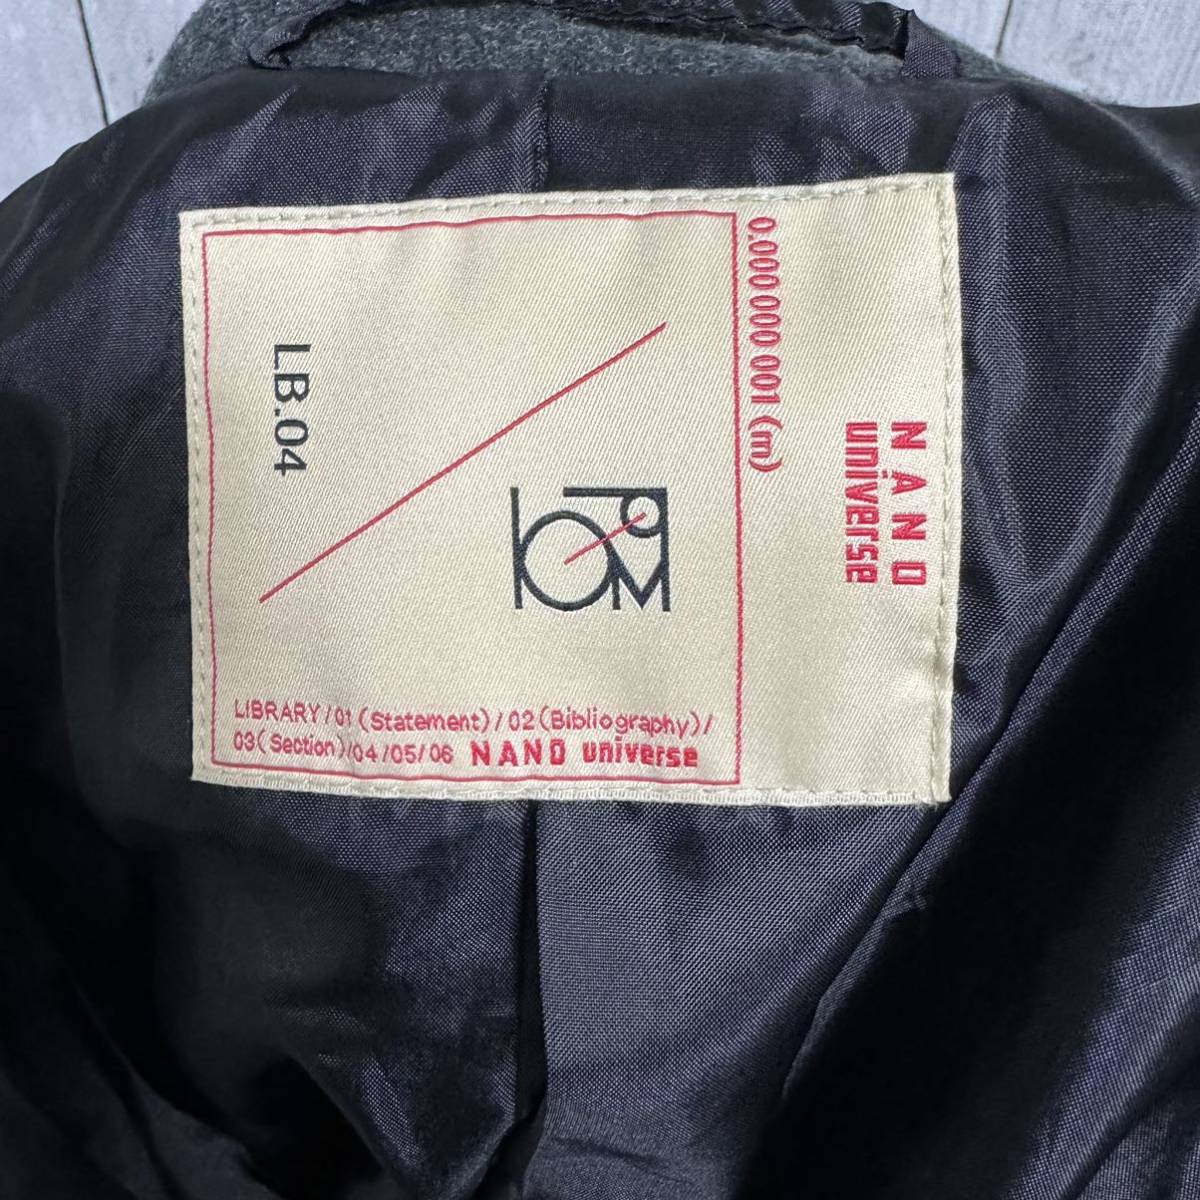 NANO
universe
0.000 000 001 (m)
LB.04
LIBRARY/01 (Statement)/02 (Bibliography)/
03 (Section)/04/05/06 NANO universe